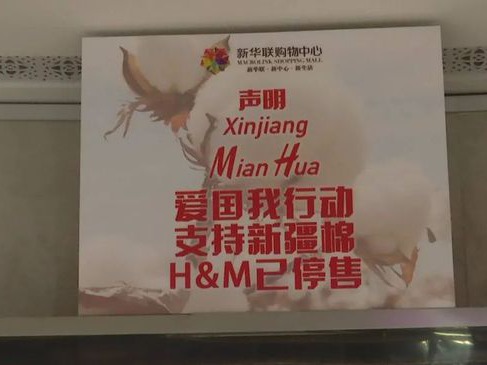 新华联购物中心
MACROLINK SHOPPING MALL
新华联·新中心·新生活
声明
Xinjiang
Mian Hua
爱国我行动
支持新疆棉
H&M已停售